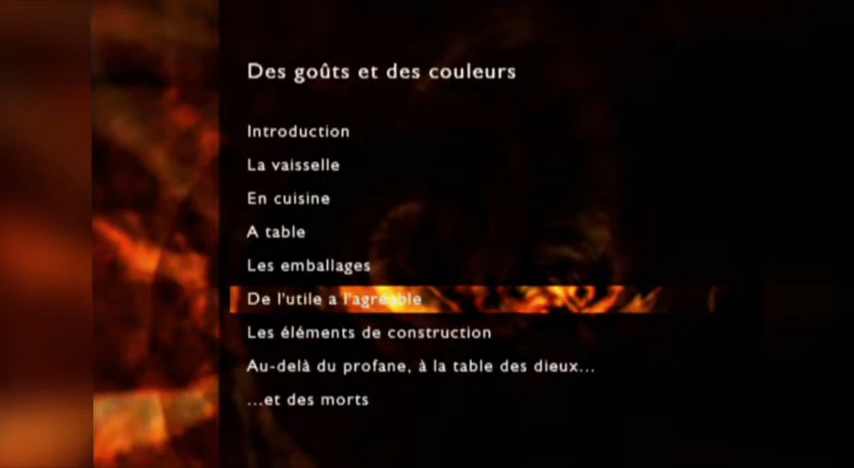 Des goûts et des couleurs
Introduction
La vaisselle
En cuisine
A table
Les emballages
De l'utile a l'agréable
Les éléments de construction
Au-delà du profane, à la table des dieux...
...et des morts